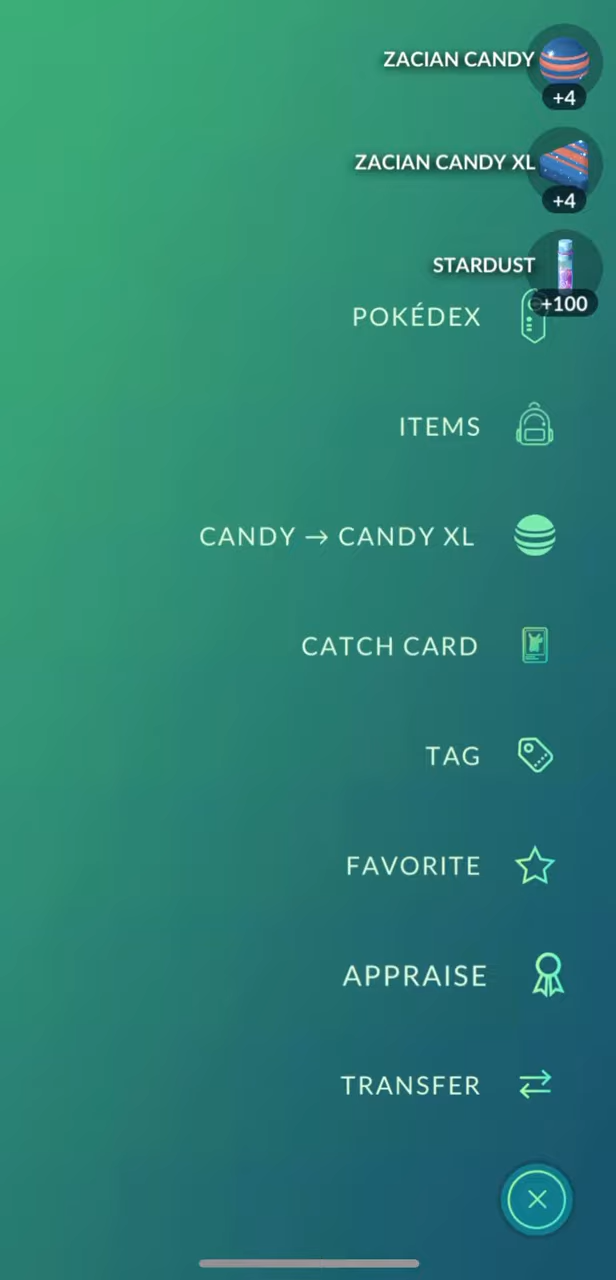 ZACIAN CANDY
+4
ZACIAN CANDY XL
+4
STARDUST
+100
POKÉDEX
ITEMS
CANDY → CANDY XL
CATCH CARD
TAG
FAVORITE
APPRAISE
TRANSFER